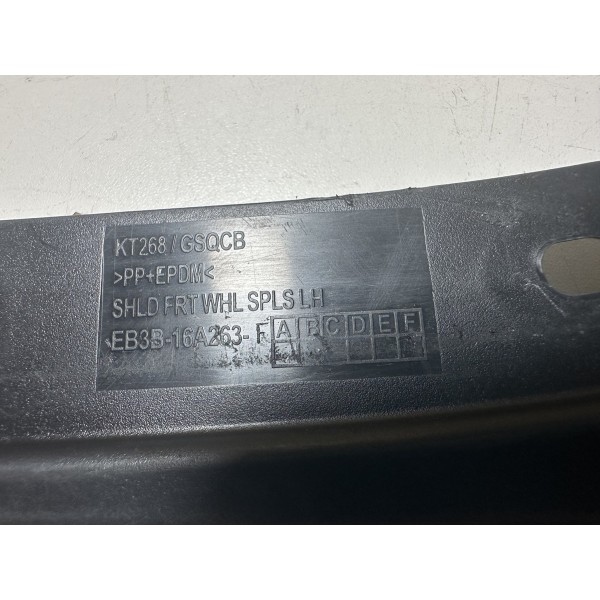 KT268 / GSQCB
>PP+EPDM<
SHLD FRT WHL SPLS LH
EB3B-16A263- F A B C D E F